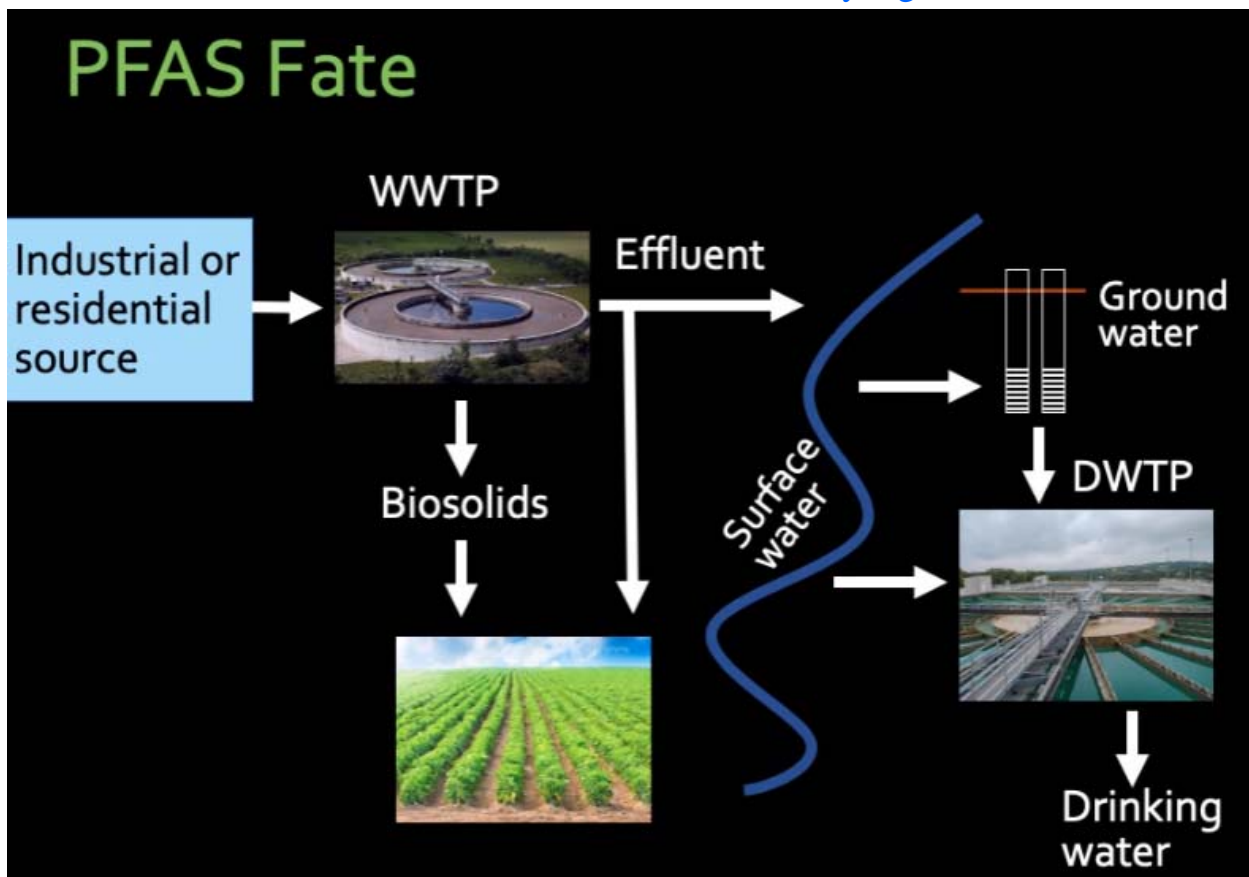 PFAS Fate
WWTP
Industrial or
residential
source
Effluent
Ground
water
Surface
water
Biosolids
DWTP
Drinking
water